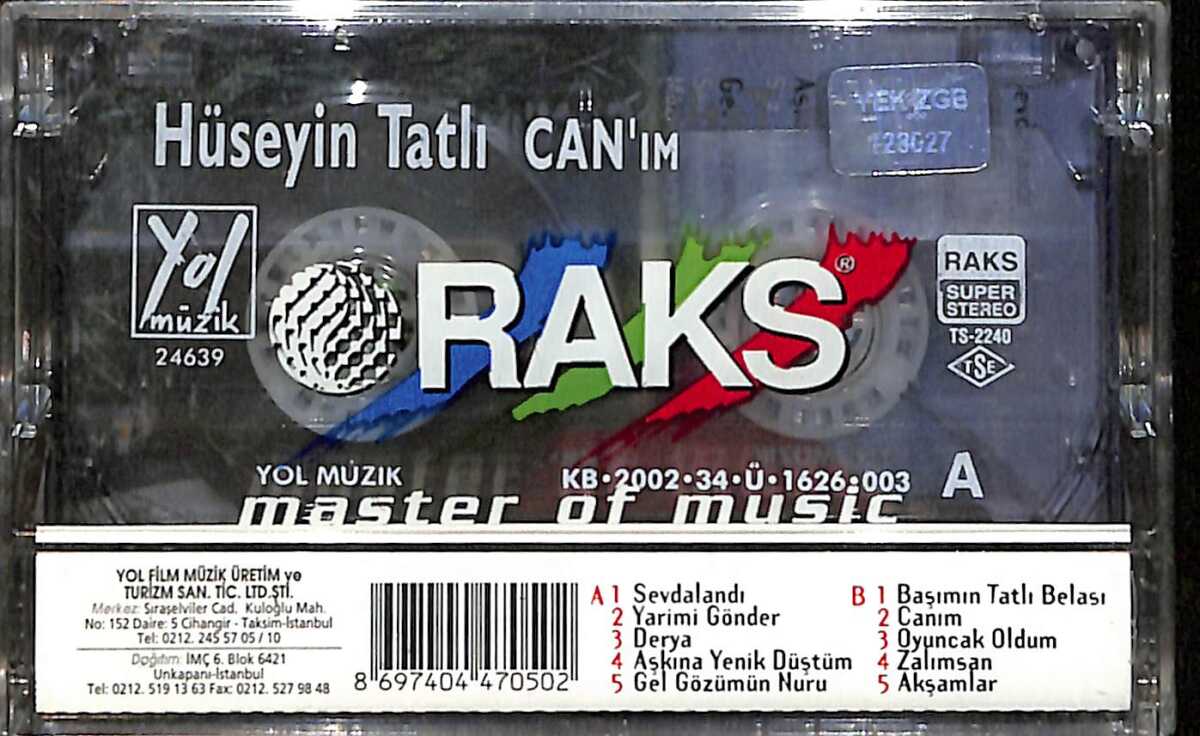 Hüseyin Tatlı CAN'IM
YEK ZGB
Yol
müzik
24639
RAKS®
RAKS
SUPER
STEREO
TS-2240
TSE
YOL MÜZIK
KB·2002·34·Ü·1626·003
A
master of music
YOL FİLM MÜZİK ÜRETİM ve
TURİZM SAN. TİC. LTD.ŞTİ.
Merkez: Sıraselviler Cad. Kuloğlu Mah.
No: 152 Daire: 5 Cihangir - Taksim-İstanbul
Tel: 0212. 245 57 05 / 10
Dağıtım: İMÇ 6. Blok 6421
Unkapanı-İstanbul
Tel: 0212. 519 13 63 Fax: 0212. 527 98 48
8 697404 470502
A 1 Sevdalandı
2 Yarimi Gönder
3 Derya
4 Aşkına Yenik Düştüm
5 Gel Gözümün Nuru
B 1 Başımın Tatlı Belası
2 Canım
3 Oyuncak Oldum
4 Zalımsan
5 Akşamlar